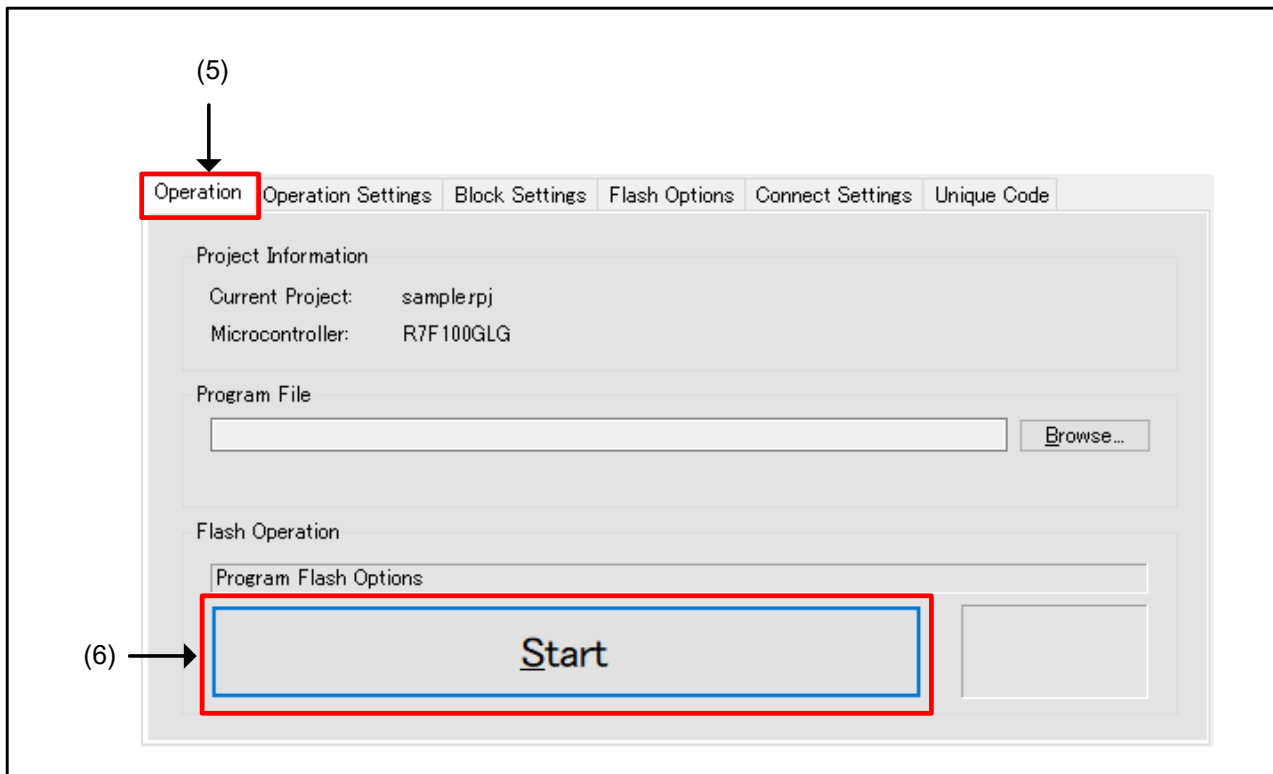 (5)
Operation Operation Settings Block Settings Flash Options Connect Settings Unique Code
Project Information
Current Project: sample.rpj
Microcontroller: R7F100GLG
Program File
Browse...
Flash Operation
Program Flash Options
(6) Start